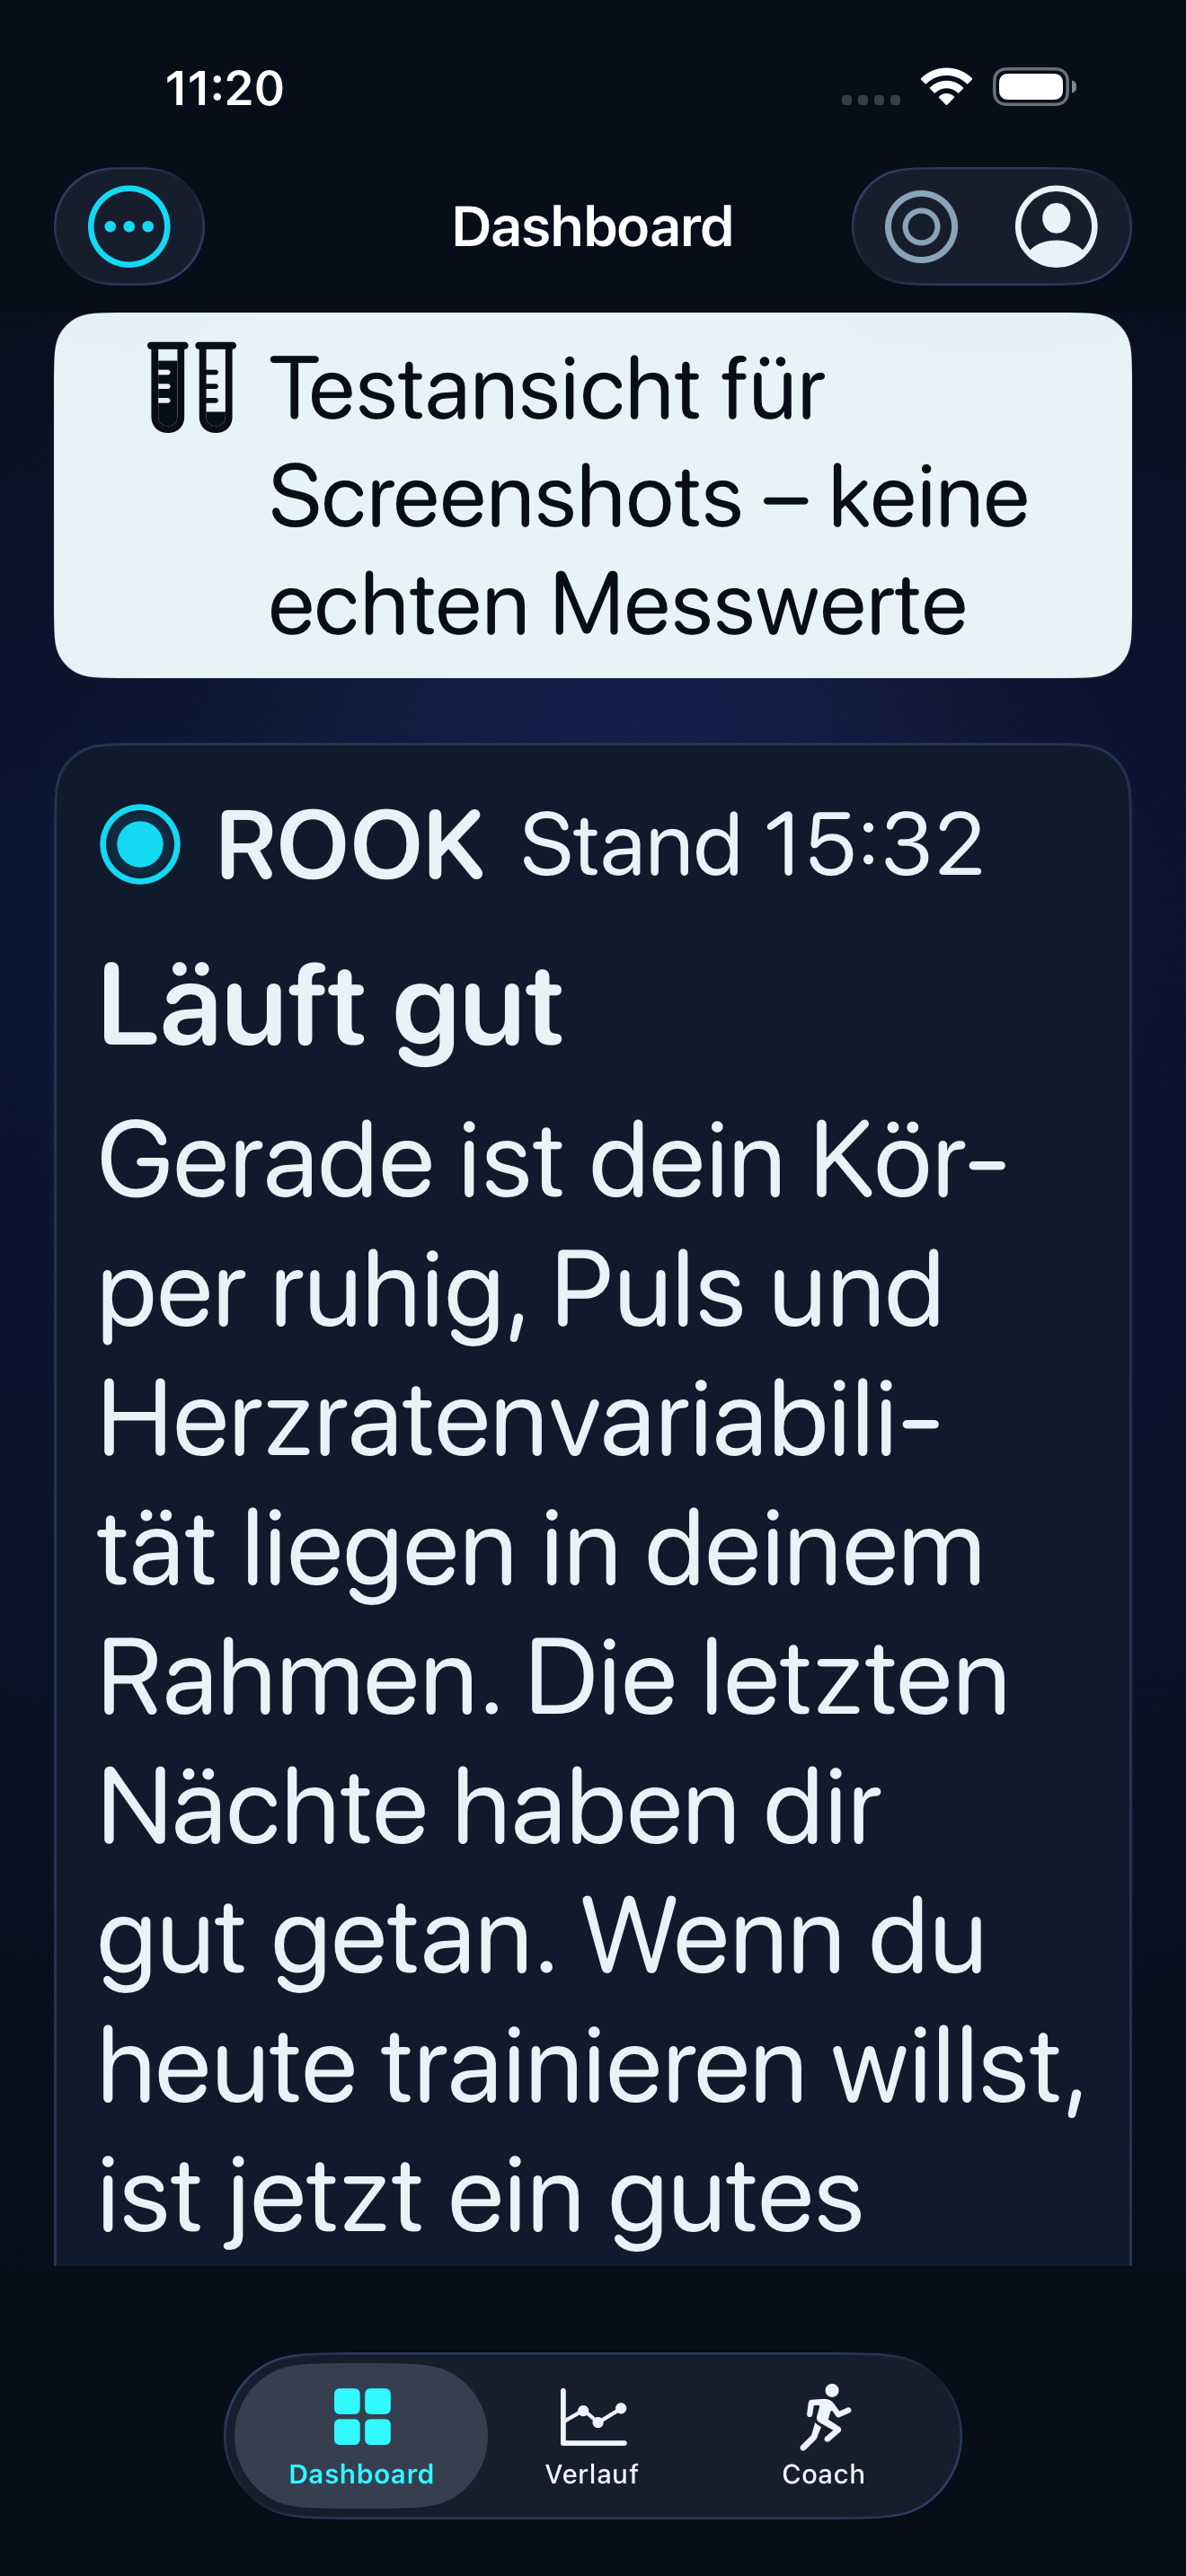 11:20
Dashboard
Testansicht für
Screenshots – keine
echten Messwerte
ROOK Stand 15:32
Läuft gut
Gerade ist dein Kör-
per ruhig, Puls und
Herzratenvariabili-
tät liegen in deinem
Rahmen. Die letzten
Nächte haben dir
gut getan. Wenn du
heute trainieren willst,
ist jetzt ein gutes
Dashboard
Verlauf
Coach